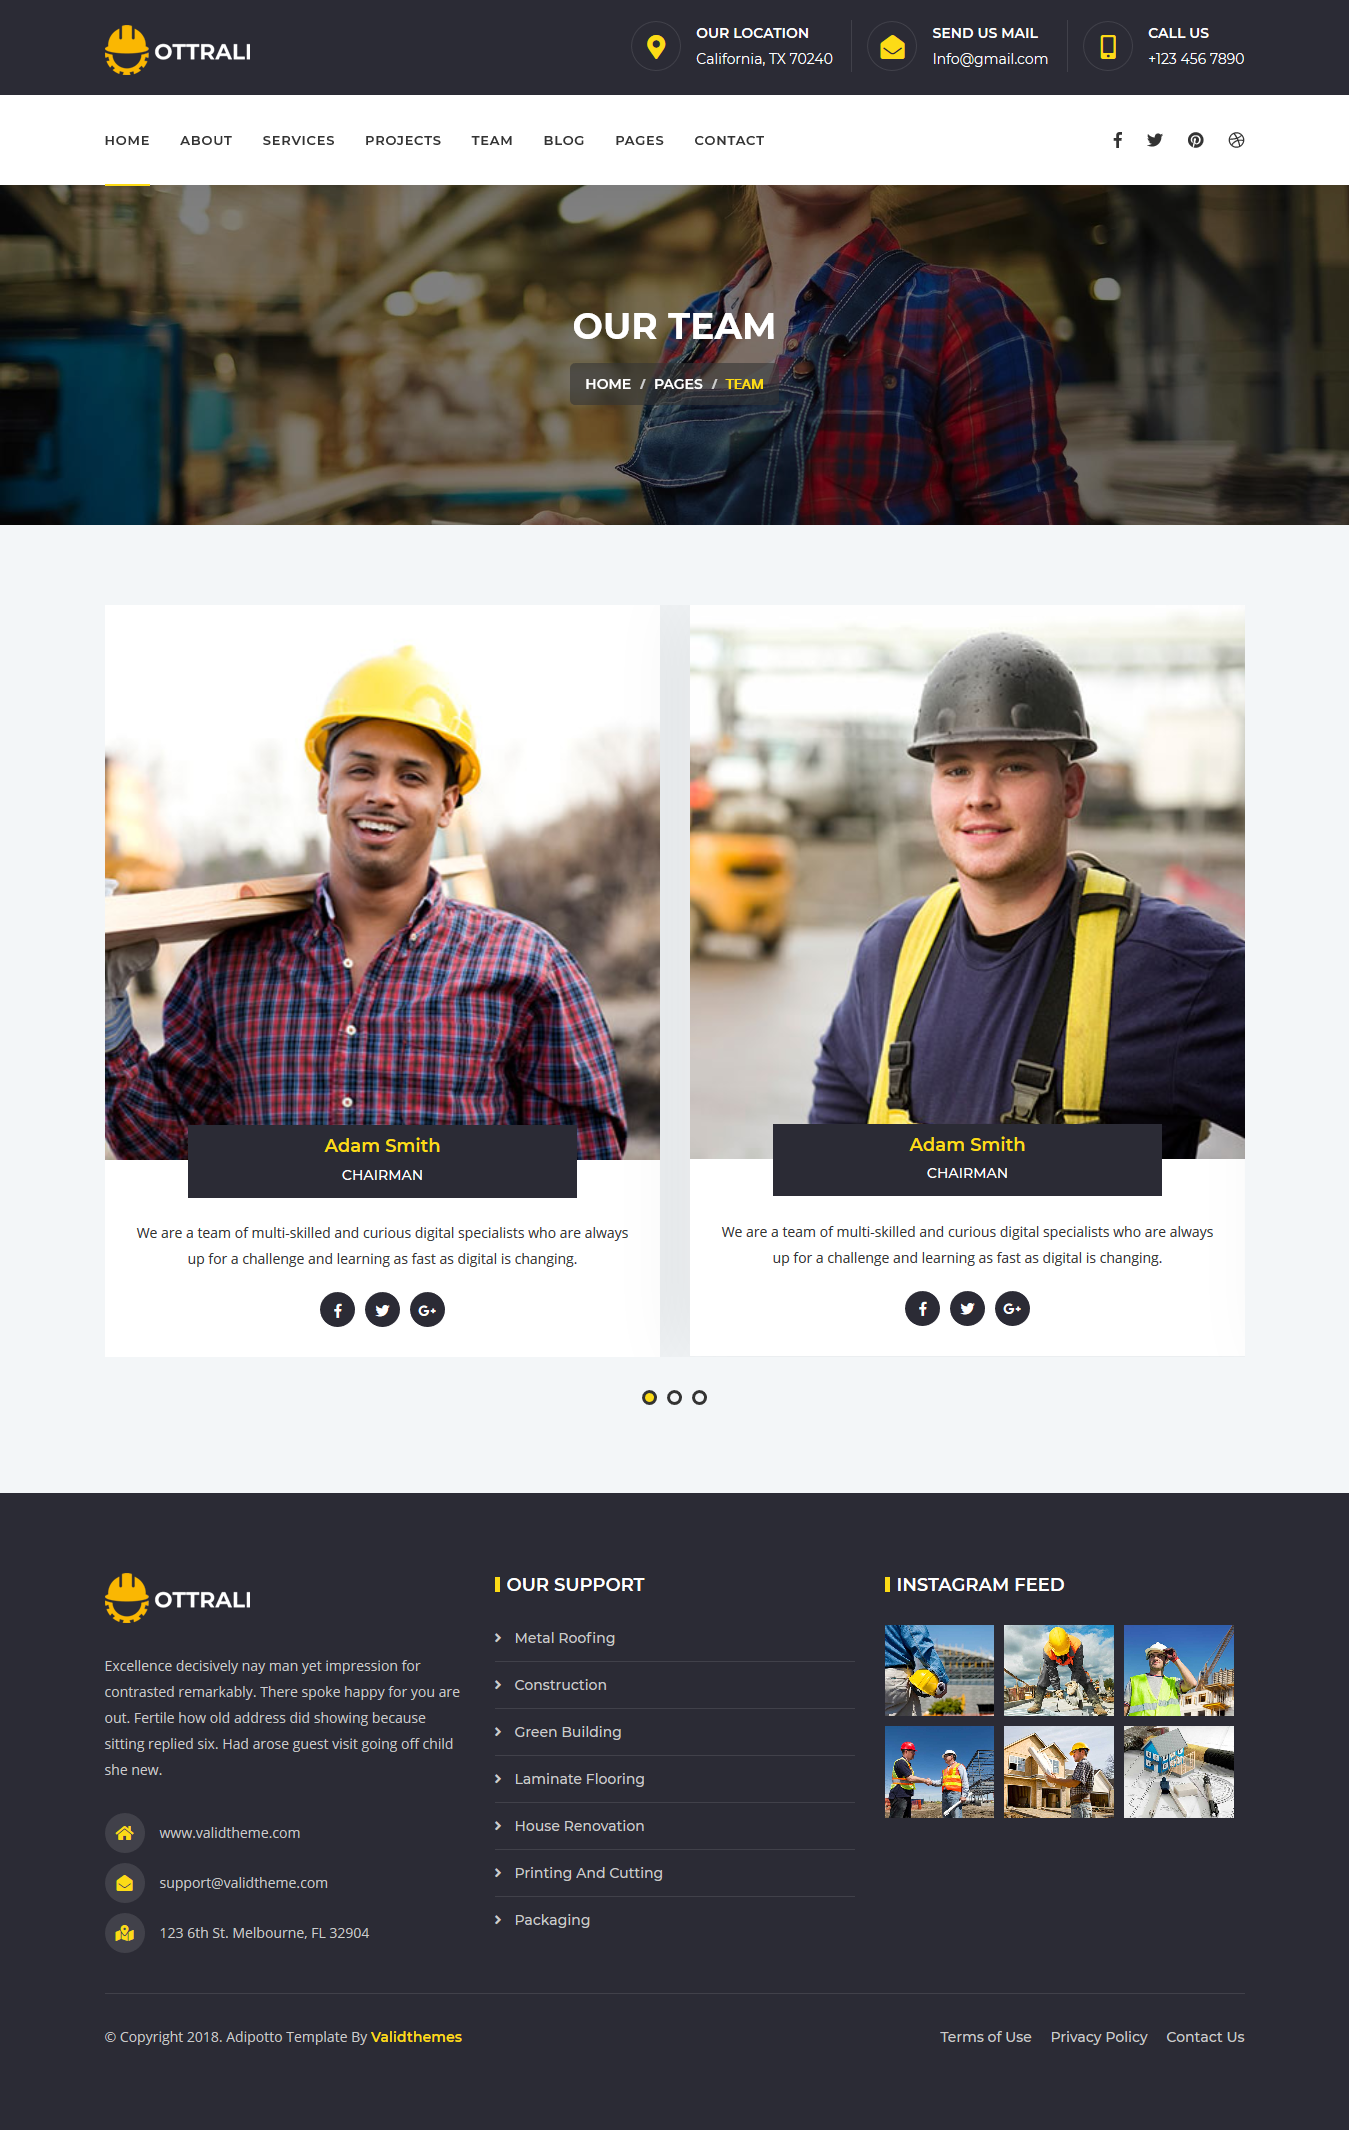 OTTRALI
OUR LOCATION
California, TX 70240
SEND US MAIL
Info@gmail.com
CALL US
+123 456 7890
HOME ABOUT SERVICES PROJECTS TEAM BLOG PAGES CONTACT
OUR TEAM
HOME / PAGES / TEAM
Adam Smith
CHAIRMAN
We are a team of multi-skilled and curious digital specialists who are always
up for a challenge and learning as fast as digital is changing.
Adam Smith
CHAIRMAN
We are a team of multi-skilled and curious digital specialists who are always
up for a challenge and learning as fast as digital is changing.
OTTRALI
Excellence decisively nay man yet impression for
contrasted remarkably. There spoke happy for you are
out. Fertile how old address did showing because
sitting replied six. Had arose guest visit going off child
she new.
www.validtheme.com
support@validtheme.com
123 6th St. Melbourne, FL 32904
OUR SUPPORT
Metal Roofing
Construction
Green Building
Laminate Flooring
House Renovation
Printing And Cutting
Packaging
INSTAGRAM FEED
© Copyright 2018. Adipotto Template By Validthemes
Terms of Use Privacy Policy Contact Us